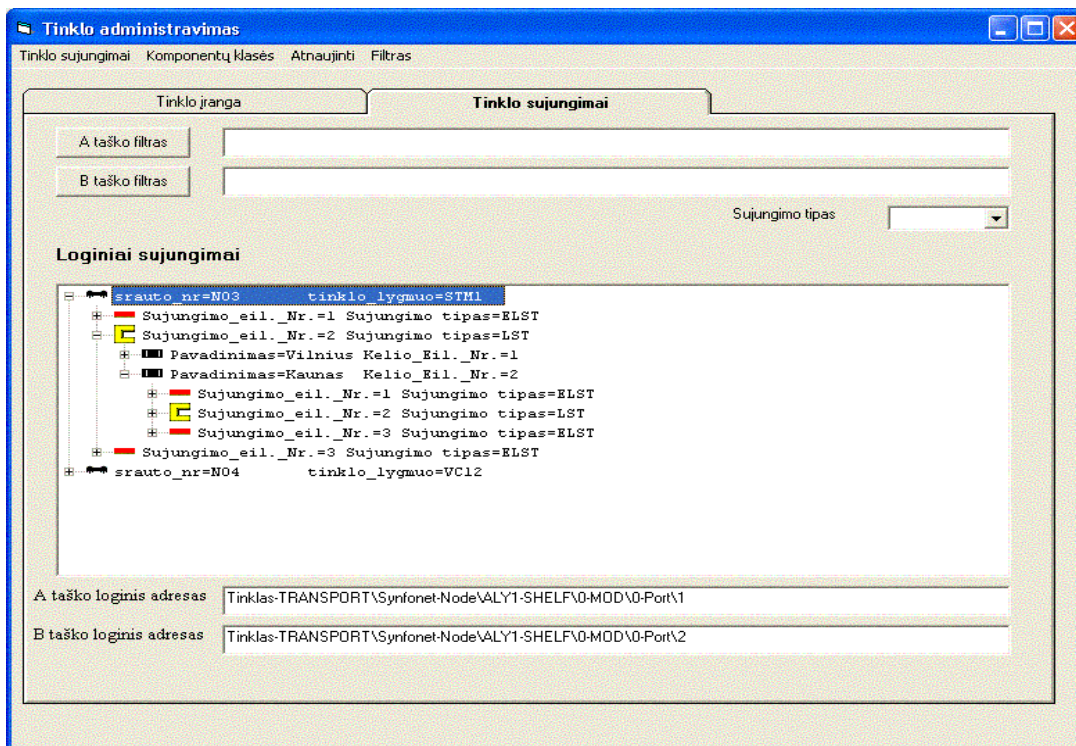 Tinklo administravimas
Tinklo sujungimai Komponentų klasės Atnaujinti Filtras
Tinklo įranga Tinklo sujungimai
A taško filtras
B taško filtras
Sujungimo tipas
Loginiai sujungimai
srauto_nr=N03 tinklo_lygmuo=STM1
Sujungimo_eil._Nr.=1 Sujungimo tipas=ELST
Sujungimo_eil._Nr.=2 Sujungimo tipas=LST
Pavadinimas=Vilnius Kelio_Eil._Nr.=1
Pavadinimas=Kaunas Kelio_Eil._Nr.=2
Sujungimo_eil._Nr.=1 Sujungimo tipas=ELST
Sujungimo_eil._Nr.=2 Sujungimo tipas=LST
Sujungimo_eil._Nr.=3 Sujungimo tipas=ELST
Sujungimo_eil._Nr.=3 Sujungimo tipas=ELST
srauto_nr=N04 tinklo_lygmuo=VC12
A taško loginis adresas Tinklas-TRANSPORT\Synfonet-Node\ALY1-SHELF\0-MOD\0-Port\1
B taško loginis adresas Tinklas-TRANSPORT\Synfonet-Node\ALY1-SHELF\0-MOD\0-Port\2